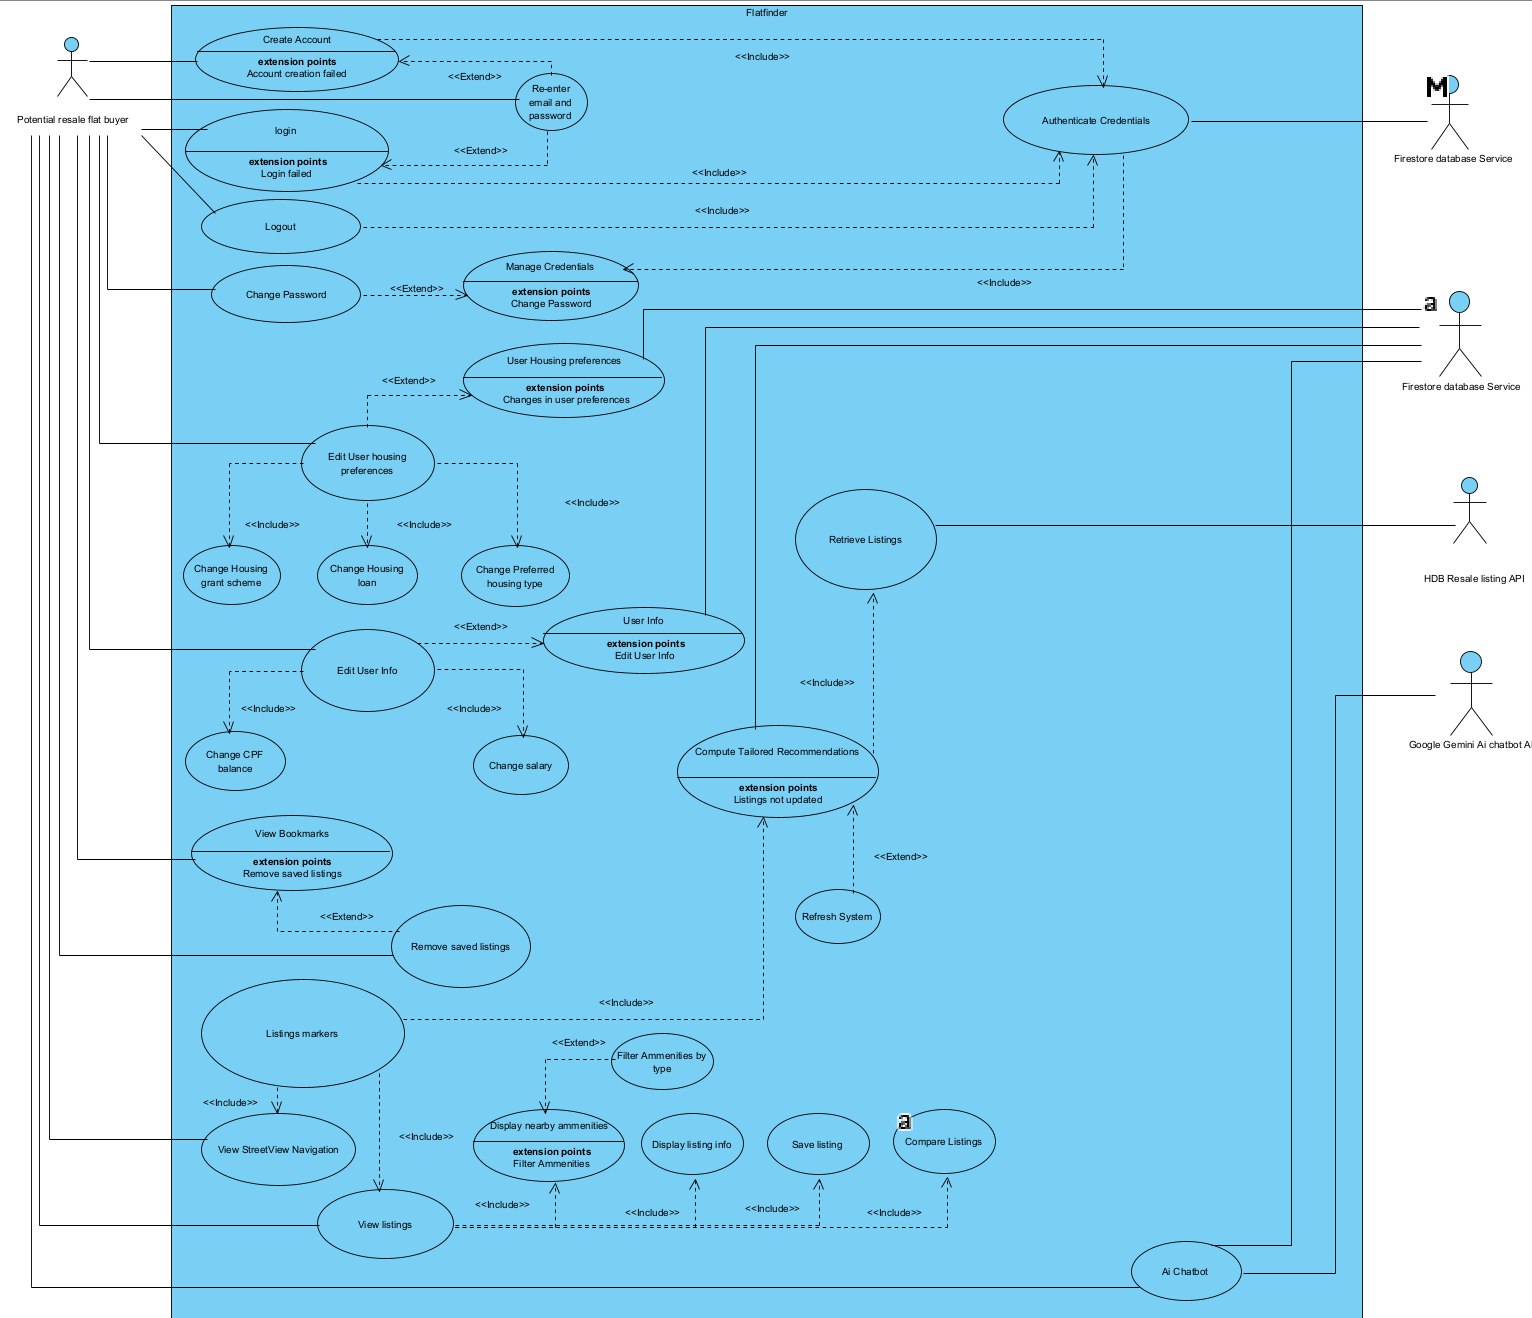 Flatfinder
Create Account
extension points
Account creation failed
<<Include>>
<<Extend>>
Re-enter
email and
password
Potential resale flat buyer
login
extension points
Login failed
<<Extend>>
<<Include>>
Authenticate Credentials
M
Firestore database Service
Logout
<<Include>>
Change Password
<<Extend>>
Manage Credentials
extension points
Change Password
<<Include>>
a
Firestore database Service
User Housing preferences
extension points
Changes in user preferences
<<Extend>>
Edit User housing
preferences
<<Include>>
<<Include>>
<<Include>>
Change Housing
grant scheme
Change Housing
loan
Change Preferred
housing type
Retrieve Listings
HDB Resale listing API
User Info
extension points
Edit User Info
<<Extend>>
Edit User Info
<<Include>>
<<Include>>
<<Include>>
Change CPF
balance
Change salary
Google Gemini Ai chatbot A
Compute Tailored Recommendations
extension points
Listings not updated
View Bookmarks
extension points
Remove saved listings
<<Extend>>
<<Extend>>
Refresh System
Remove saved listings
Listings markers
<<Include>>
<<Extend>>
Filter Ammenities by
type
<<Include>>
<<Include>>
View StreetView Navigation
Display nearby ammenities
extension points
Filter Ammenities
Display listing info
Save listing
a
Compare Listings
View listings
<<Include>>
<<Include>>
<<Include>>
<<Include>>
Ai Chatbot